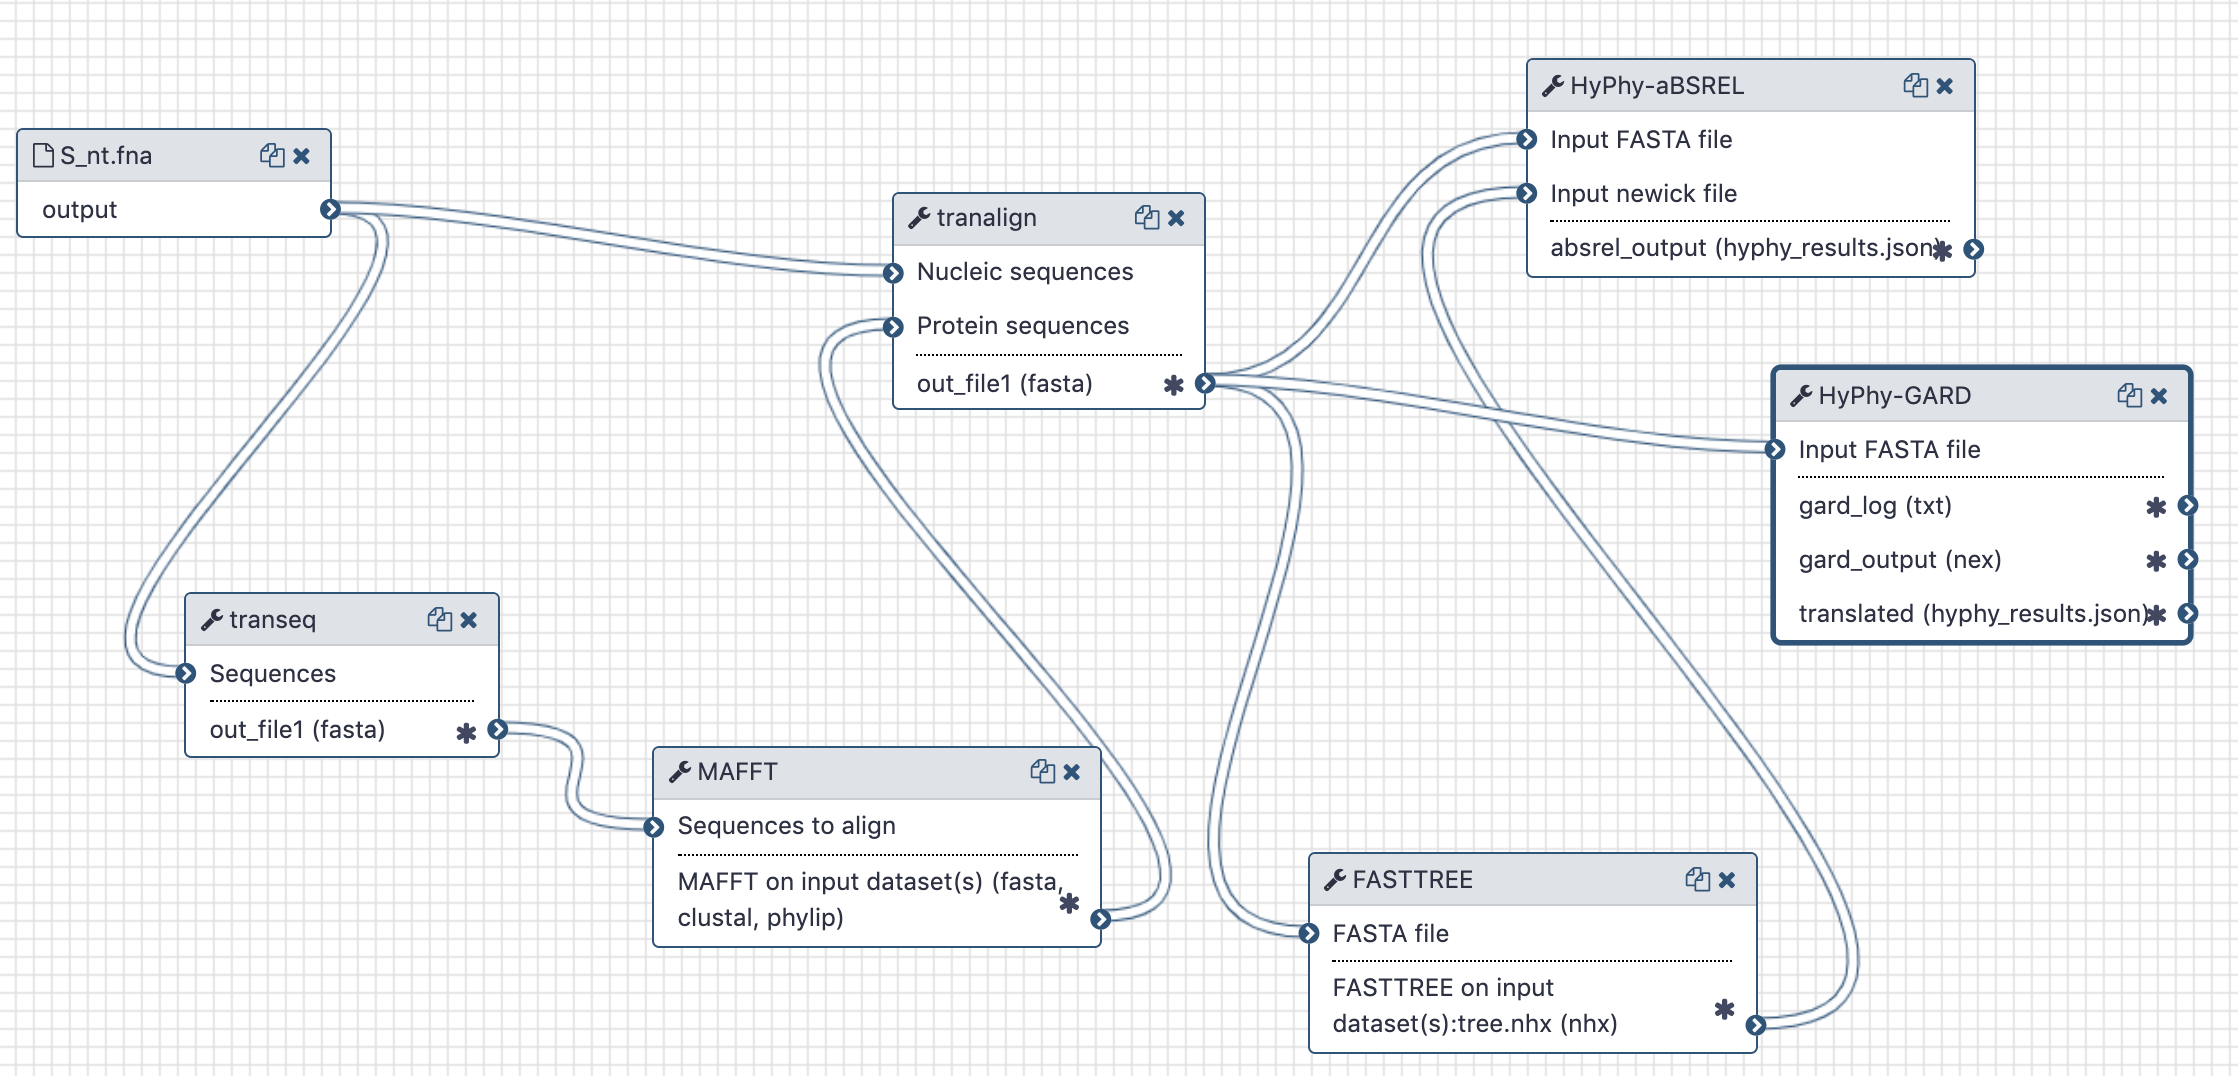 S_nt.fna
output
transeq
Sequences
out_file1 (fasta)
MAFFT
Sequences to align
MAFFT on input dataset(s) (fasta,
clustal, phylip)
tranalign
Nucleic sequences
Protein sequences
out_file1 (fasta)
HyPhy-aBSREL
Input FASTA file
Input newick file
absrel_output (hyphy_results.json)
HyPhy-GARD
Input FASTA file
gard_log (txt)
gard_output (nex)
translated (hyphy_results.json)
FASTTREE
FASTA file
FASTTREE on input
dataset(s):tree.nhx (nhx)